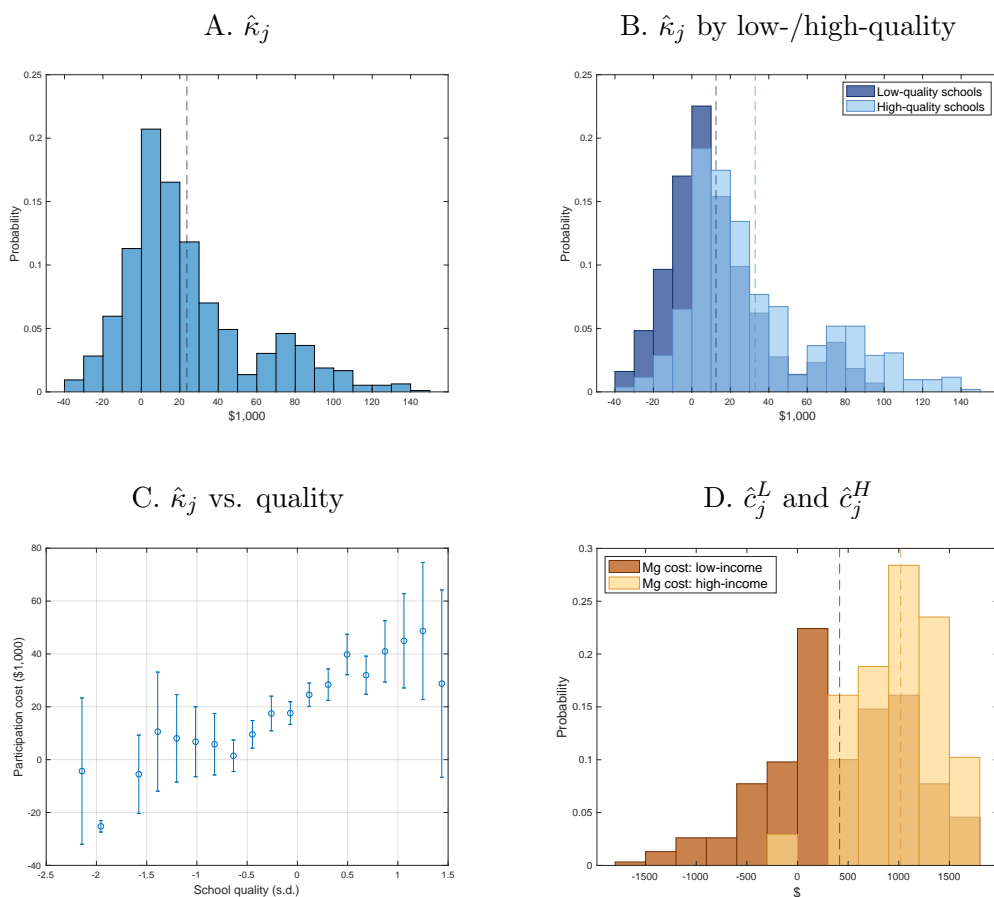 A. κ̂ⱼ
0.25
0.2
0.15
0.1
0.05
0
Probability
-40 -20 0 20 40 60 80 100 120 140
$1,000
B. κ̂ⱼ by low-/high-quality
Low-quality schools
High-quality schools
0.25
0.2
0.15
0.1
0.05
0
Probability
-40 -20 0 20 40 60 80 100 120 140
$1,000
C. κ̂ⱼ vs. quality
80
60
40
20
0
-20
-40
Participation cost ($1,000)
-2.5 -2 -1.5 -1 -0.5 0 0.5 1 1.5
School quality (s.d.)
D. ĉⱼᴸ and ĉⱼᴴ
Mg cost: low-income
Mg cost: high-income
0.3
0.25
0.2
0.15
0.1
0.05
0
Probability
-1500 -1000 -500 0 500 1000 1500
$